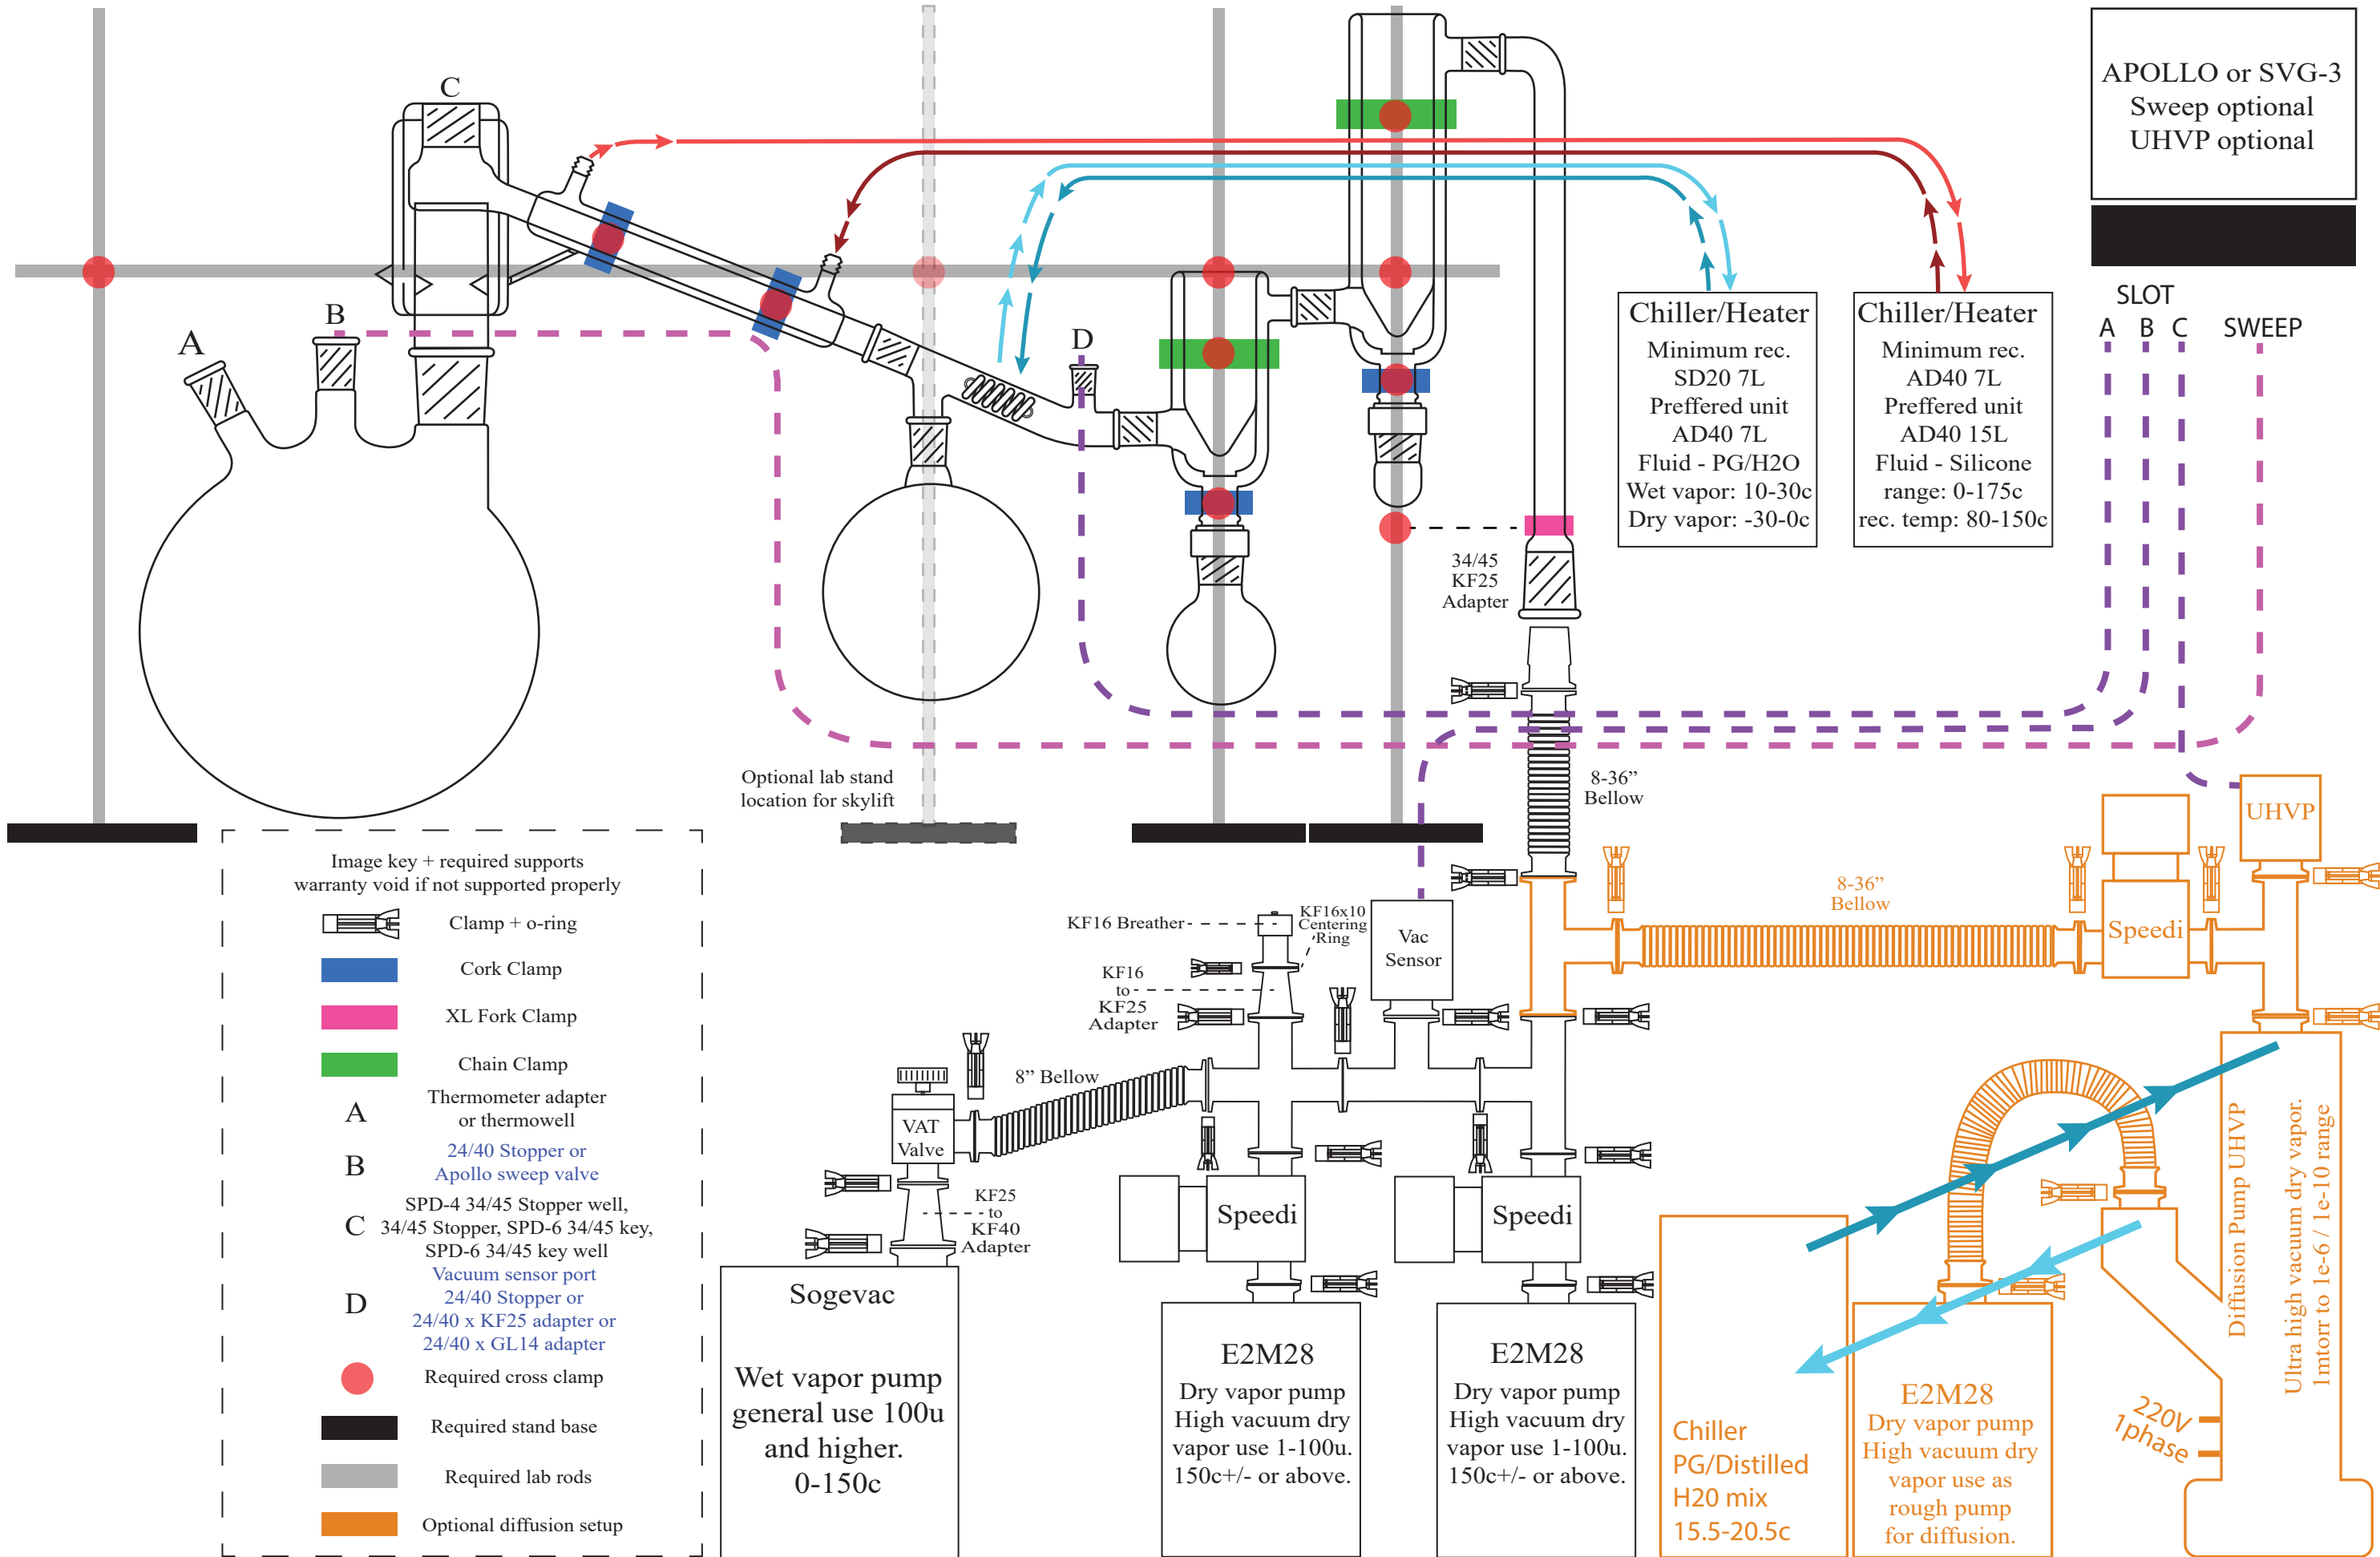 C
B
A
D
APOLLO or SVG-3
Sweep optional
UHVP optional
SLOT
A B C SWEEP
Chiller/Heater
Minimum rec.
SD20 7L
Preffered unit
AD40 7L
Fluid - PG/H2O
Wet vapor: 10-30c
Dry vapor: -30-0c
Chiller/Heater
Minimum rec.
AD40 7L
Preffered unit
AD40 15L
Fluid - Silicone
range: 0-175c
rec. temp: 80-150c
34/45
KF25
Adapter
Optional lab stand
location for skylift
8-36”
Bellow
Image key + required supports
warranty void if not supported properly
Clamp + o-ring
Cork Clamp
XL Fork Clamp
Chain Clamp
A
Thermometer adapter
or thermowell
B
24/40 Stopper or
Apollo sweep valve
C
SPD-4 34/45 Stopper well,
34/45 Stopper, SPD-6 34/45 key,
SPD-6 34/45 key well
D
Vacuum sensor port
24/40 Stopper or
24/40 x KF25 adapter or
24/40 x GL14 adapter
Required cross clamp
Required stand base
Required lab rods
Optional diffusion setup
KF16 Breather
KF16x10
Centering
Ring
KF16
to
KF25
Adapter
Vac
Sensor
8” Bellow
VAT
Valve
KF25
to
KF40
Adapter
Speedi
Speedi
Sogevac
Wet vapor pump
general use 100u
and higher.
0-150c
E2M28
Dry vapor pump
High vacuum dry
vapor use 1-100u.
150c+/- or above.
E2M28
Dry vapor pump
High vacuum dry
vapor use 1-100u.
150c+/- or above.
8-36”
Bellow
Speedi
UHVP
Chiller
PG/Distilled
H20 mix
15.5-20.5c
E2M28
Dry vapor pump
High vacuum dry
vapor use as
rough pump
for diffusion.
220V
1phase
Diffusion Pump UHVP
Ultra high vacuum dry vapor.
1mtorr to 1e-6 / 1e-10 range